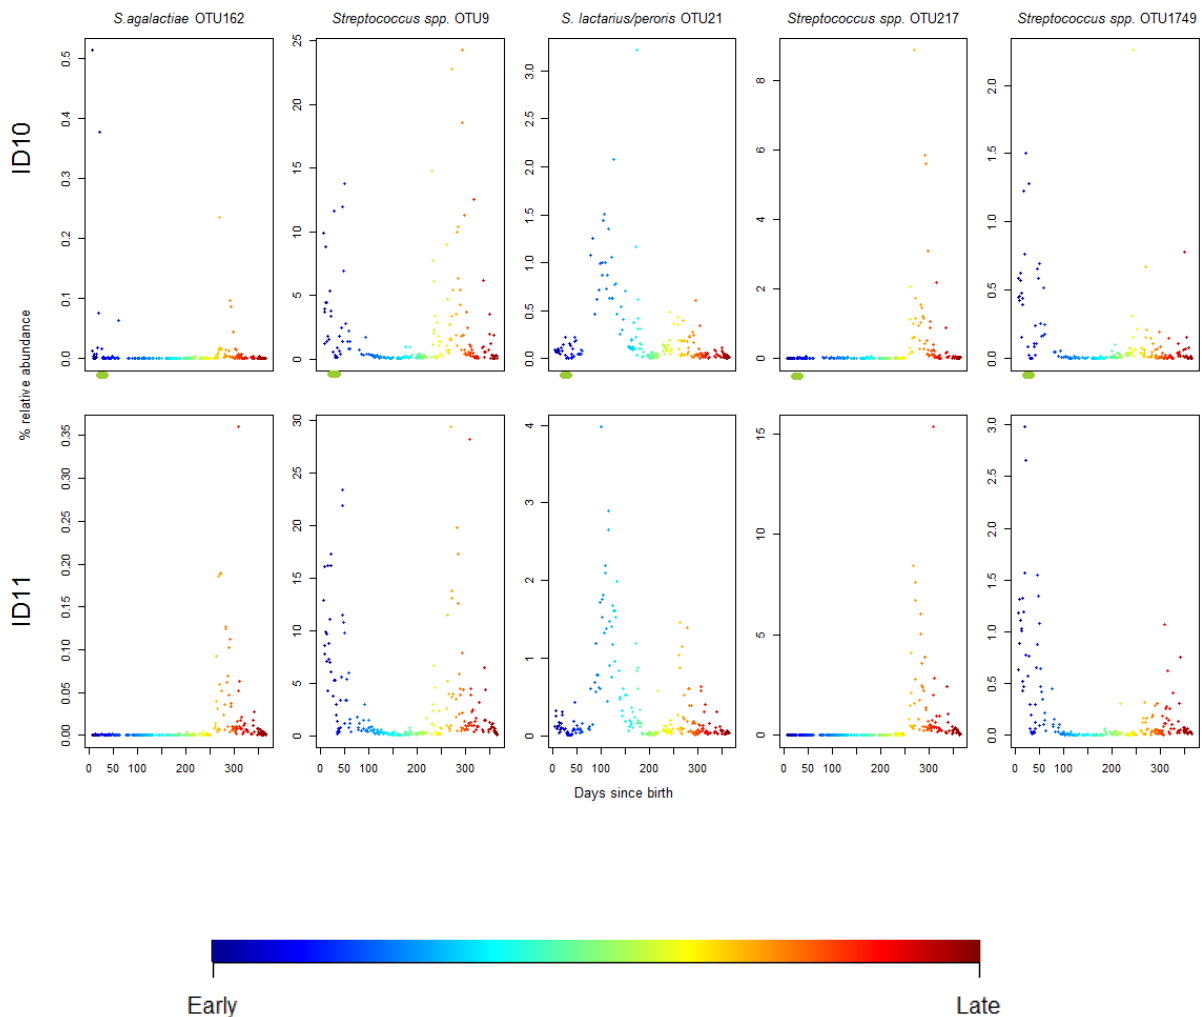 S.agalactiae OTU162 Streptococcus spp. OTU9 S. lactarius/peroris OTU21 Streptococcus spp. OTU217 Streptococcus spp. OTU1749
ID10
% relative abundance
0.0 0.1 0.2 0.3 0.4 0.5
0 5 10 15 20 25
0.0 0.5 1.0 1.5 2.0 3.0
0 2 4 6 8
0.0 0.5 1.0 1.5 2.0
ID11
0.00 0.05 0.10 0.15 0.20 0.25 0.30 0.35
0 5 10 15 20 25 30
0 1 2 3 4
0 5 15
0.0 0.5 1.0 1.5 2.0 2.5 3.0
0 50 100 200 300 0 50 100 200 300 0 50 100 200 300 0 50 100 200 300 0 50 100 200 300
Days since birth
Early Late